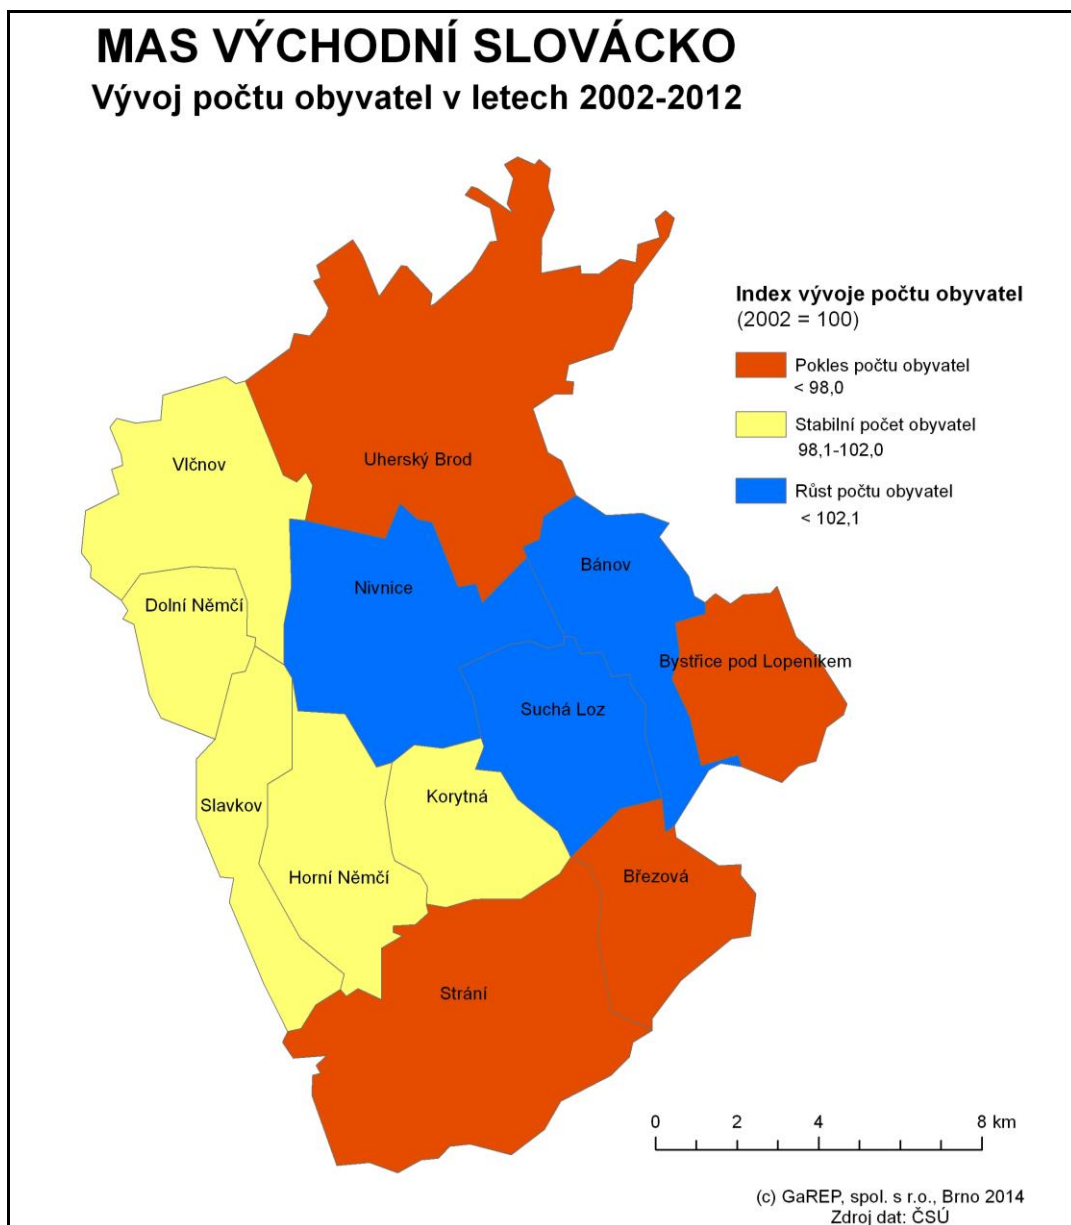 MAS VÝCHODNÍ SLOVÁCKO
Vývoj počtu obyvatel v letech 2002-2012
Index vývoje počtu obyvatel
(2002 = 100)
Pokles počtu obyvatel
< 98,0
Stabilní počet obyvatel
98,1-102,0
Růst počtu obyvatel
< 102,1
Uherský Brod
Vlčnov
Bánov
Nivnice
Dolní Němčí
Bystřice pod Lopeníkem
Suchá Loz
Korytná
Slavkov
Horní Němčí
Březová
Strání
0 2 4 8 km
(c) GaREP, spol. s r.o., Brno 2014
Zdroj dat: ČSÚ